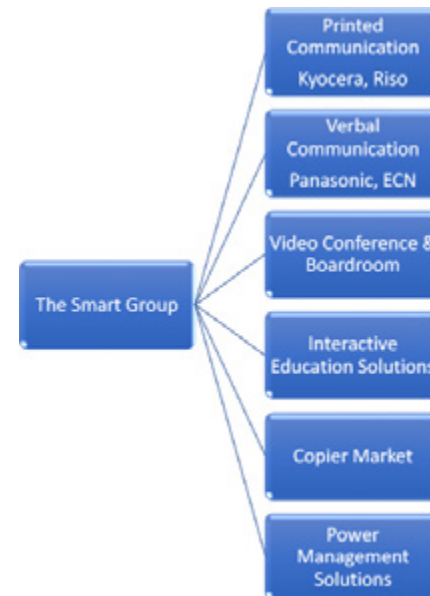 Printed
Communication
Kyocera, Riso
Verbal
Communication
Panasonic, ECN
Video Conference &
Boardroom
The Smart Group
Interactive
Education Solutions
Copier Market
Power
Management
Solutions